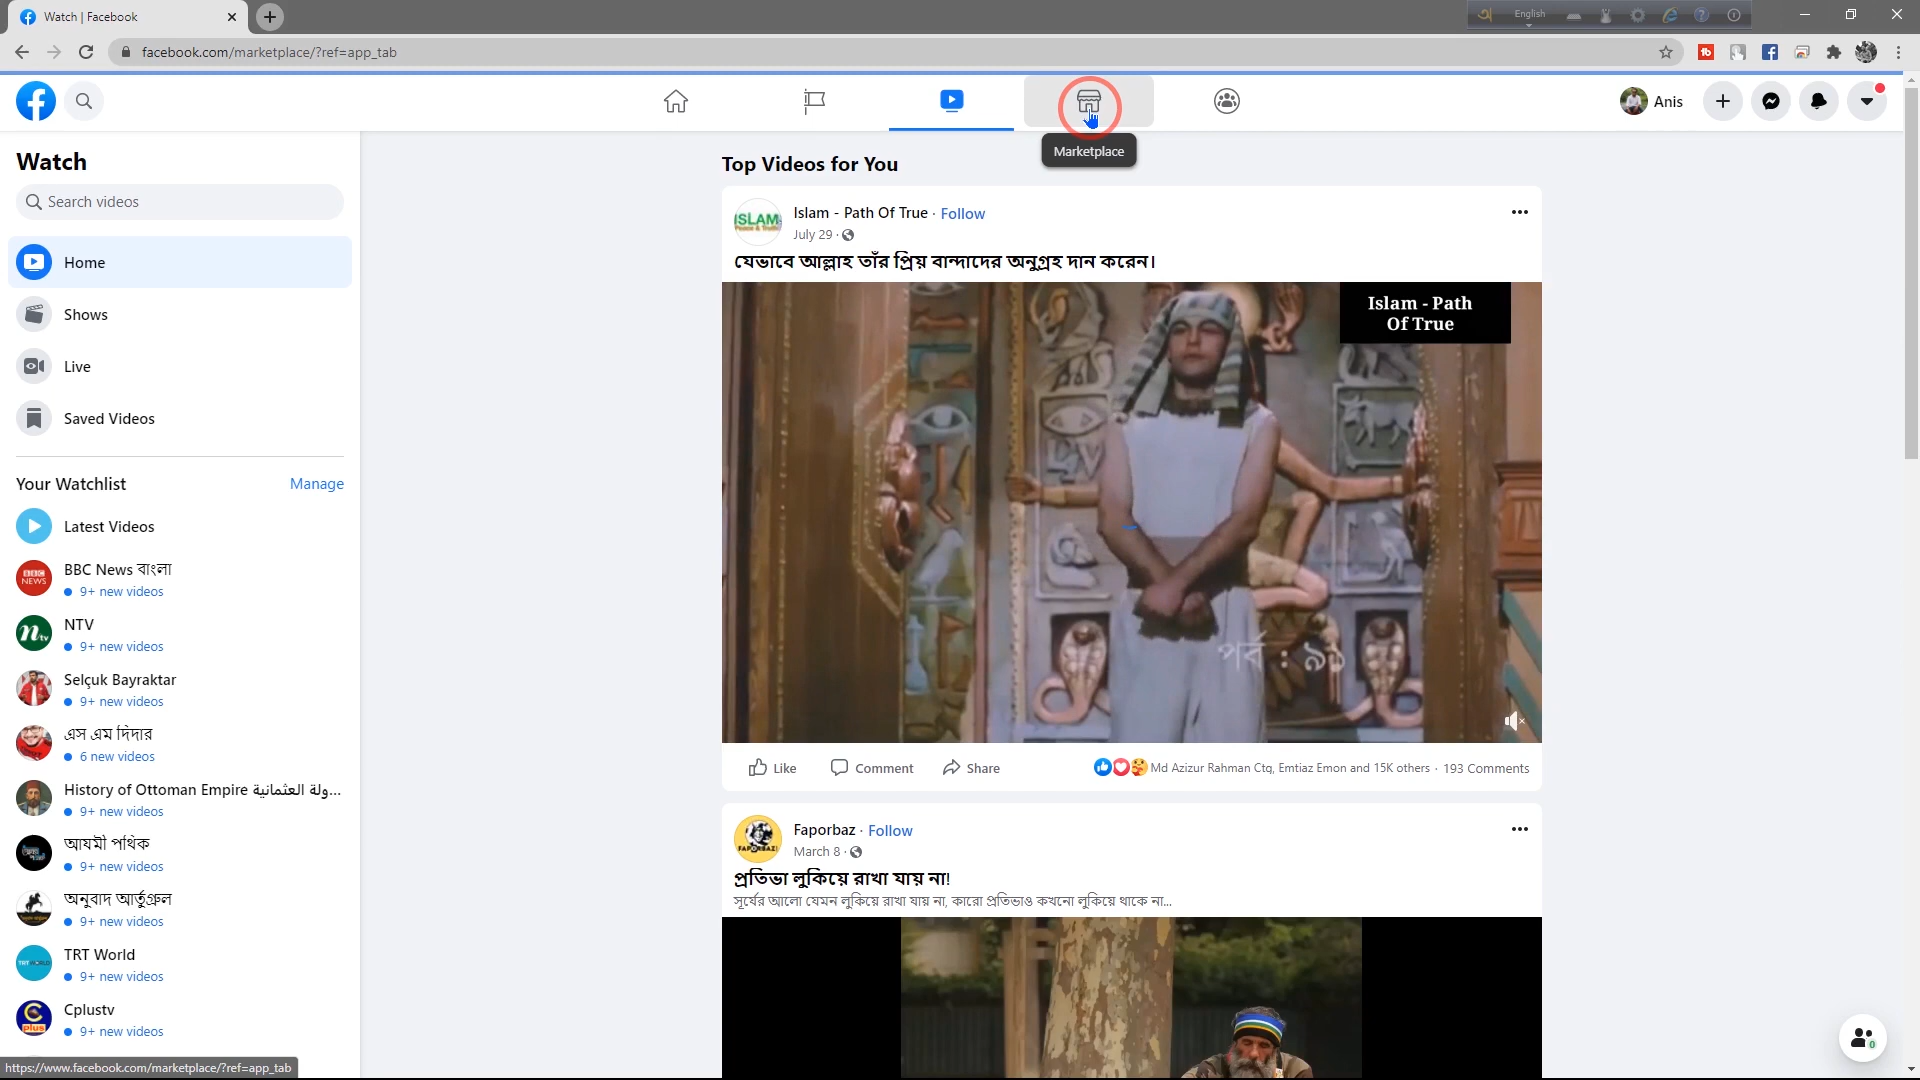 Watch | Facebook
English
facebook.com/marketplace/?ref=app_tab
Anis
Marketplace
Watch
Search videos
Home
Shows
Live
Saved Videos
Your Watchlist
Manage
Latest Videos
BBC News বাংলা
9+ new videos
NTV
9+ new videos
Selçuk Bayraktar
9+ new videos
এস এম দিদার
6 new videos
History of Ottoman Empire ولة العثمانية...
9+ new videos
আযমী পথিক
9+ new videos
অনুবাদ আর্তুগ্রুল
9+ new videos
TRT World
9+ new videos
Cplustv
9+ new videos
https://www.facebook.com/marketplace/?ref=app_tab
Top Videos for You
ISLAM
Islam - Path Of True · Follow
July 29 ·
যেভাবে আল্লাহ তাঁর প্রিয় বান্দাদের অনুগ্রহ দান করেন।
Islam - Path
Of True
পর্ব : ৯১
Like
Comment
Share
Md Azizur Rahman Ctg, Emtiaz Emon and 15K others · 193 Comments
Faporbaz · Follow
March 8 ·
প্রতিভা লুকিয়ে রাখা যায় না!
সূর্যের আলো যেমন লুকিয়ে রাখা যায় না, কারো প্রতিভাও কখনো লুকিয়ে থাকে না...
0